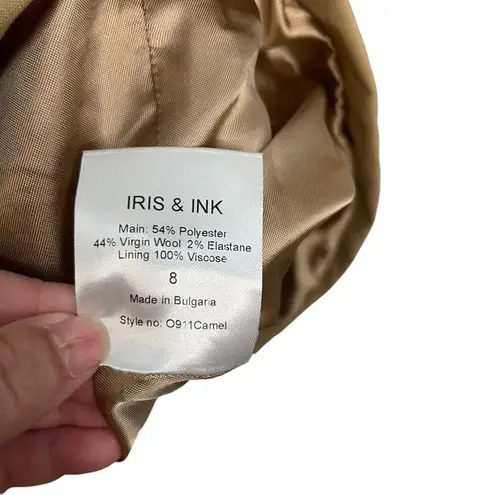 IRIS & INK
Main: 54% Polyester
44% Virgin Wool 2% Elastane
Lining 100% Viscose
8
Made in Bulgaria
Style no: O911Camel